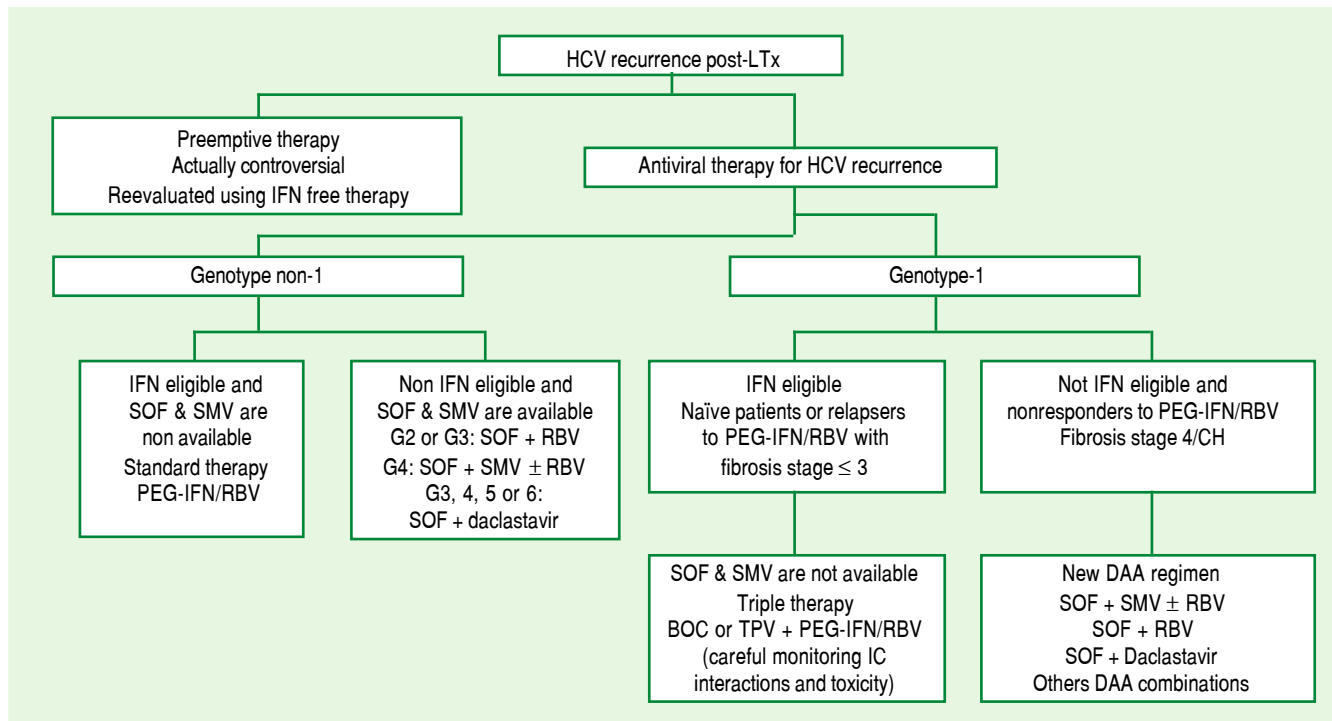 HCV recurrence post-LTx
Preemptive therapy
Actually controversial
Reevaluated using IFN free therapy
Antiviral therapy for HCV recurrence
Genotype non-1
Genotype-1
IFN eligible and
SOF & SMV are
non available
Standard therapy
PEG-IFN/RBV
Non IFN eligible and
SOF & SMV are available
G2 or G3: SOF + RBV
G4: SOF + SMV ± RBV
G3, 4, 5 or 6:
SOF + daclastavir
IFN eligible
Naïve patients or relapsers
to PEG-IFN/RBV with
fibrosis stage ≤ 3
Not IFN eligible and
nonresponders to PEG-IFN/RBV
Fibrosis stage 4/CH
SOF & SMV are not available
Triple therapy
BOC or TPV + PEG-IFN/RBV
(careful monitoring IC
interactions and toxicity)
New DAA regimen
SOF + SMV ± RBV
SOF + RBV
SOF + Daclastavir
Others DAA combinations